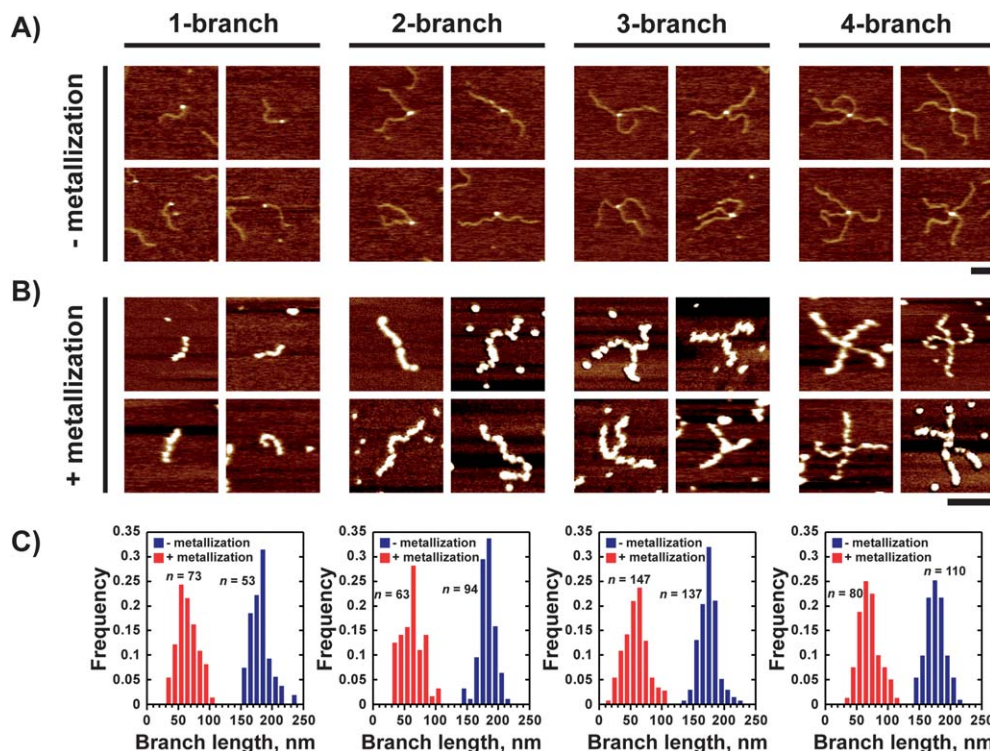 A)
1-branch
2-branch
3-branch
4-branch
- metallization
B)
+ metallization
C)
Frequency
0.35
0.3
0.25
0.2
0.15
0.1
0.05
0
- metallization
+ metallization
n = 73
n = 53
0 50 100 150 200 250
Branch length, nm
Frequency
0.35
0.3
0.25
0.2
0.15
0.1
0.05
0
- metallization
+ metallization
n = 63
n = 94
0 50 100 150 200 250
Branch length, nm
Frequency
0.35
0.3
0.25
0.2
0.15
0.1
0.05
0
- metallization
+ metallization
n = 147
n = 137
0 50 100 150 200 250
Branch length, nm
Frequency
0.35
0.3
0.25
0.2
0.15
0.1
0.05
0
- metallization
+ metallization
n = 80
n = 110
0 50 100 150 200 250
Branch length, nm